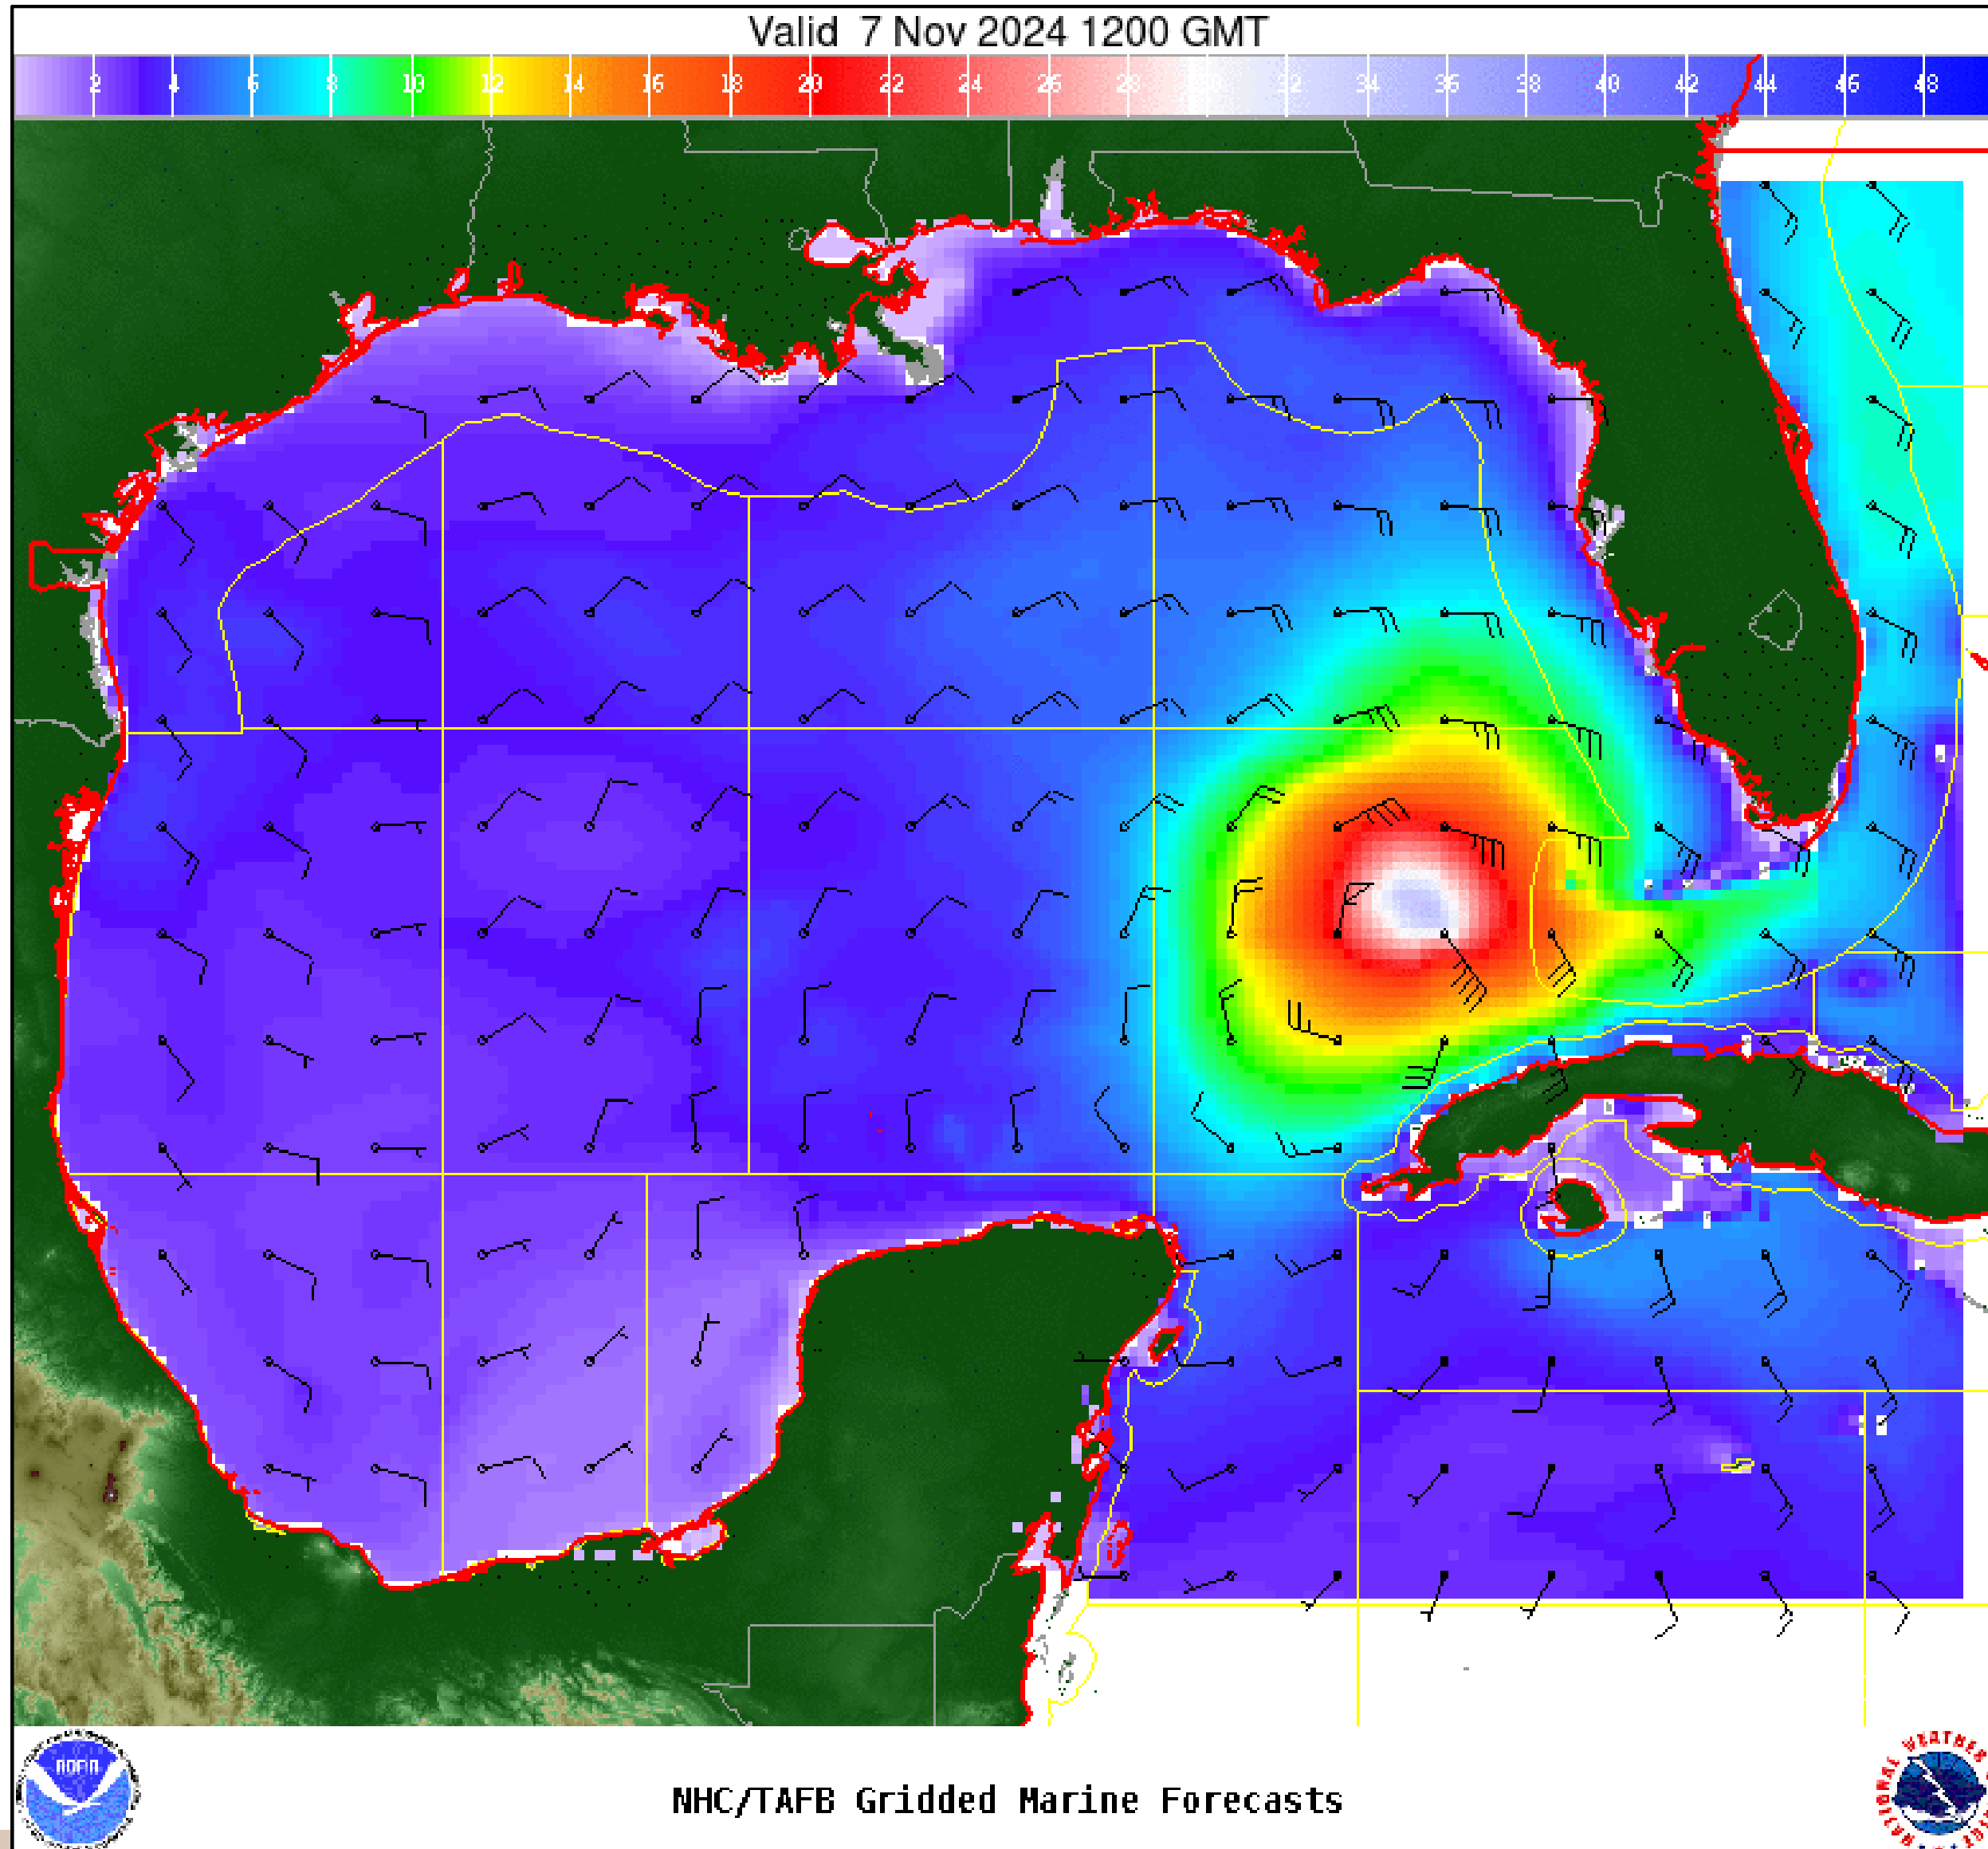 Valid 7 Nov 2024 1200 GMT
2 4 6 8 10 12 14 16 18 20 22 24 26 28 30 32 34 36 38 40 42 44 46 48
NHC/TAFB Gridded Marine Forecasts
noaa
WEATHER